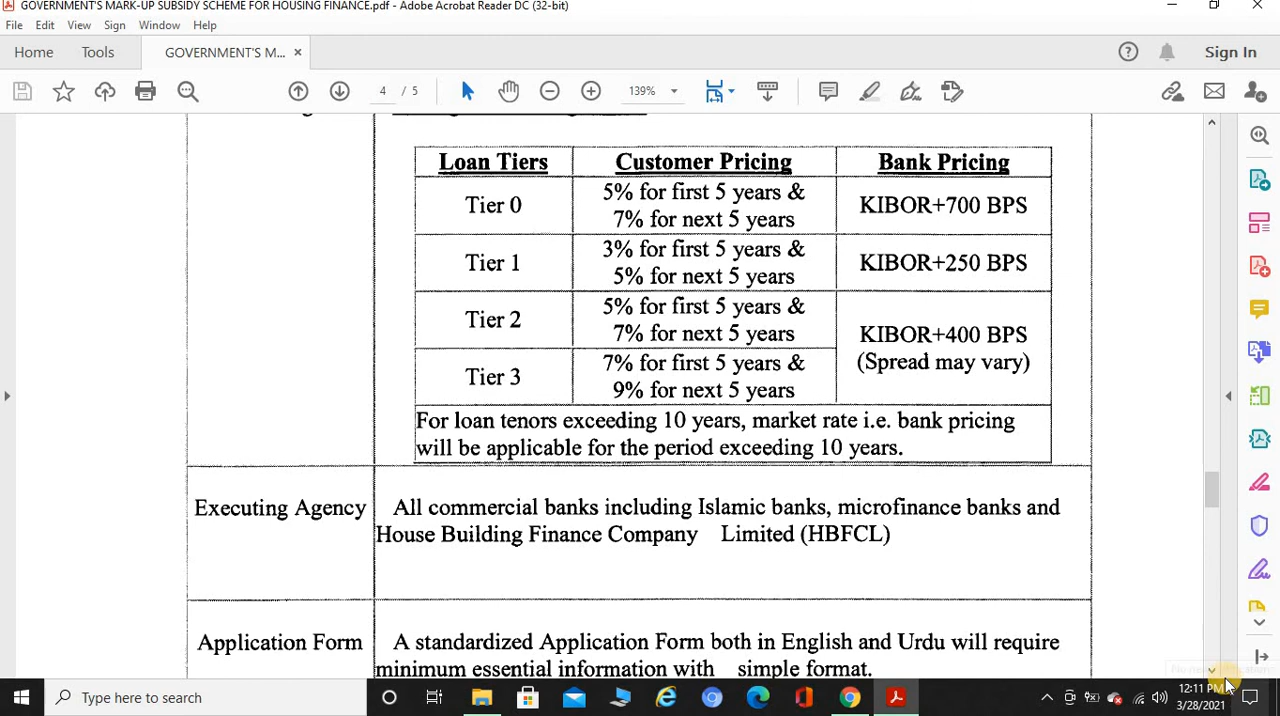 GOVERNMENT'S MARK-UP SUBSIDY SCHEME FOR HOUSING FINANCE.pdf - Adobe Acrobat Reader DC (32-bit)
File Edit View Sign Window Help
Home Tools GOVERNMENT'S M... × Sign In
4 / 5 139%
Loan Tiers Customer Pricing Bank Pricing
Tier 0 5% for first 5 years & 7% for next 5 years KIBOR+700 BPS
Tier 1 3% for first 5 years & 5% for next 5 years KIBOR+250 BPS
Tier 2 5% for first 5 years & 7% for next 5 years KIBOR+400 BPS
(Spread may vary)
Tier 3 7% for first 5 years & 9% for next 5 years
For loan tenors exceeding 10 years, market rate i.e. bank pricing
will be applicable for the period exceeding 10 years.
Executing Agency All commercial banks including Islamic banks, microfinance banks and
House Building Finance Company Limited (HBFCL)
Application Form A standardized Application Form both in English and Urdu will require
minimum essential information with simple format.
Type here to search
12:11 PM
3/28/2021